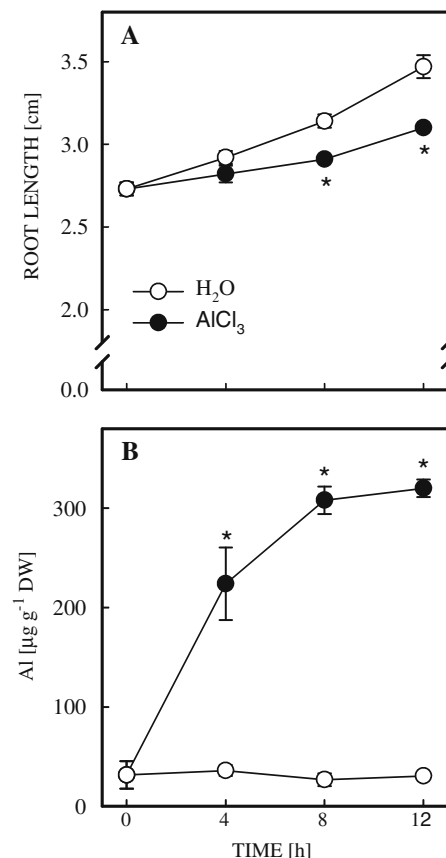 A
ROOT LENGTH [cm]
3.5
3.0
2.5
2.0
0.0
H₂O
AlCl₃
*
*
B
Al [µg g⁻¹ DW]
300
200
100
0
*
*
*
0
4
8
12
TIME [h]